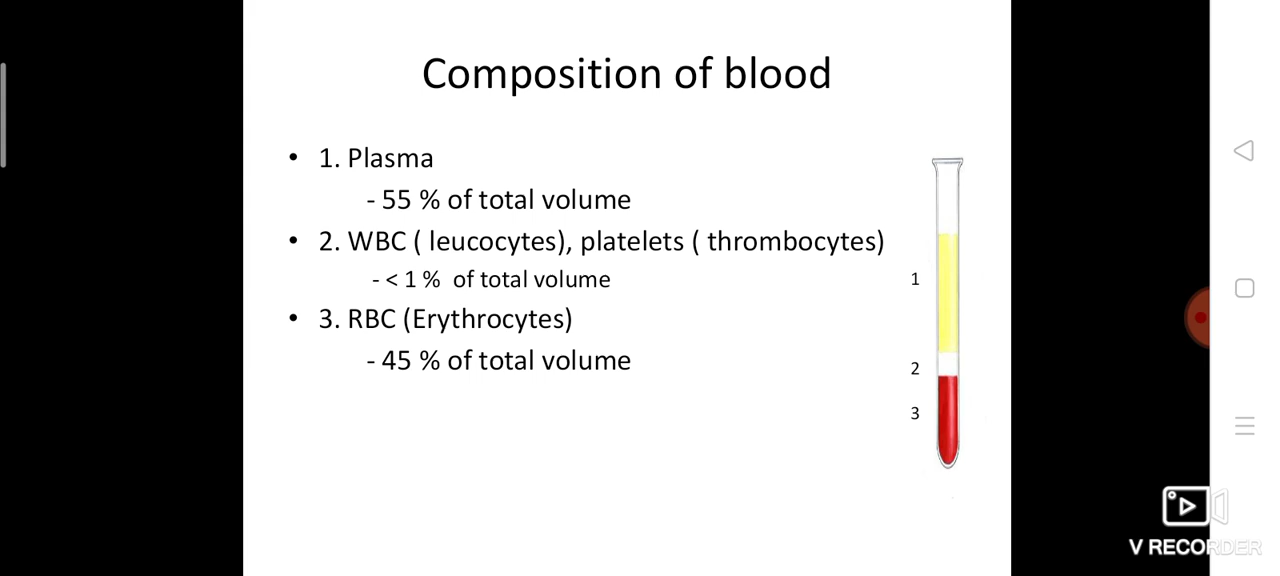 Composition of blood
• 1. Plasma
- 55 % of total volume
• 2. WBC ( leucocytes), platelets ( thrombocytes)
- < 1 % of total volume
• 3. RBC (Erythrocytes)
- 45 % of total volume
1
2
3
V RECORDER